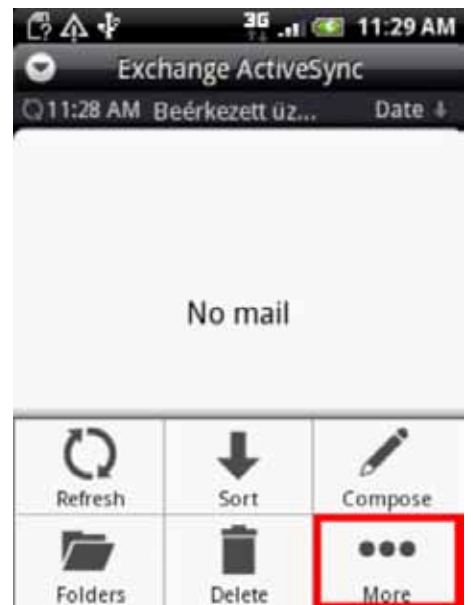 3G 11:29 AM
Exchange ActiveSync
11:28 AM Beérkezett üz... Date
No mail
Refresh Sort Compose
Folders Delete More